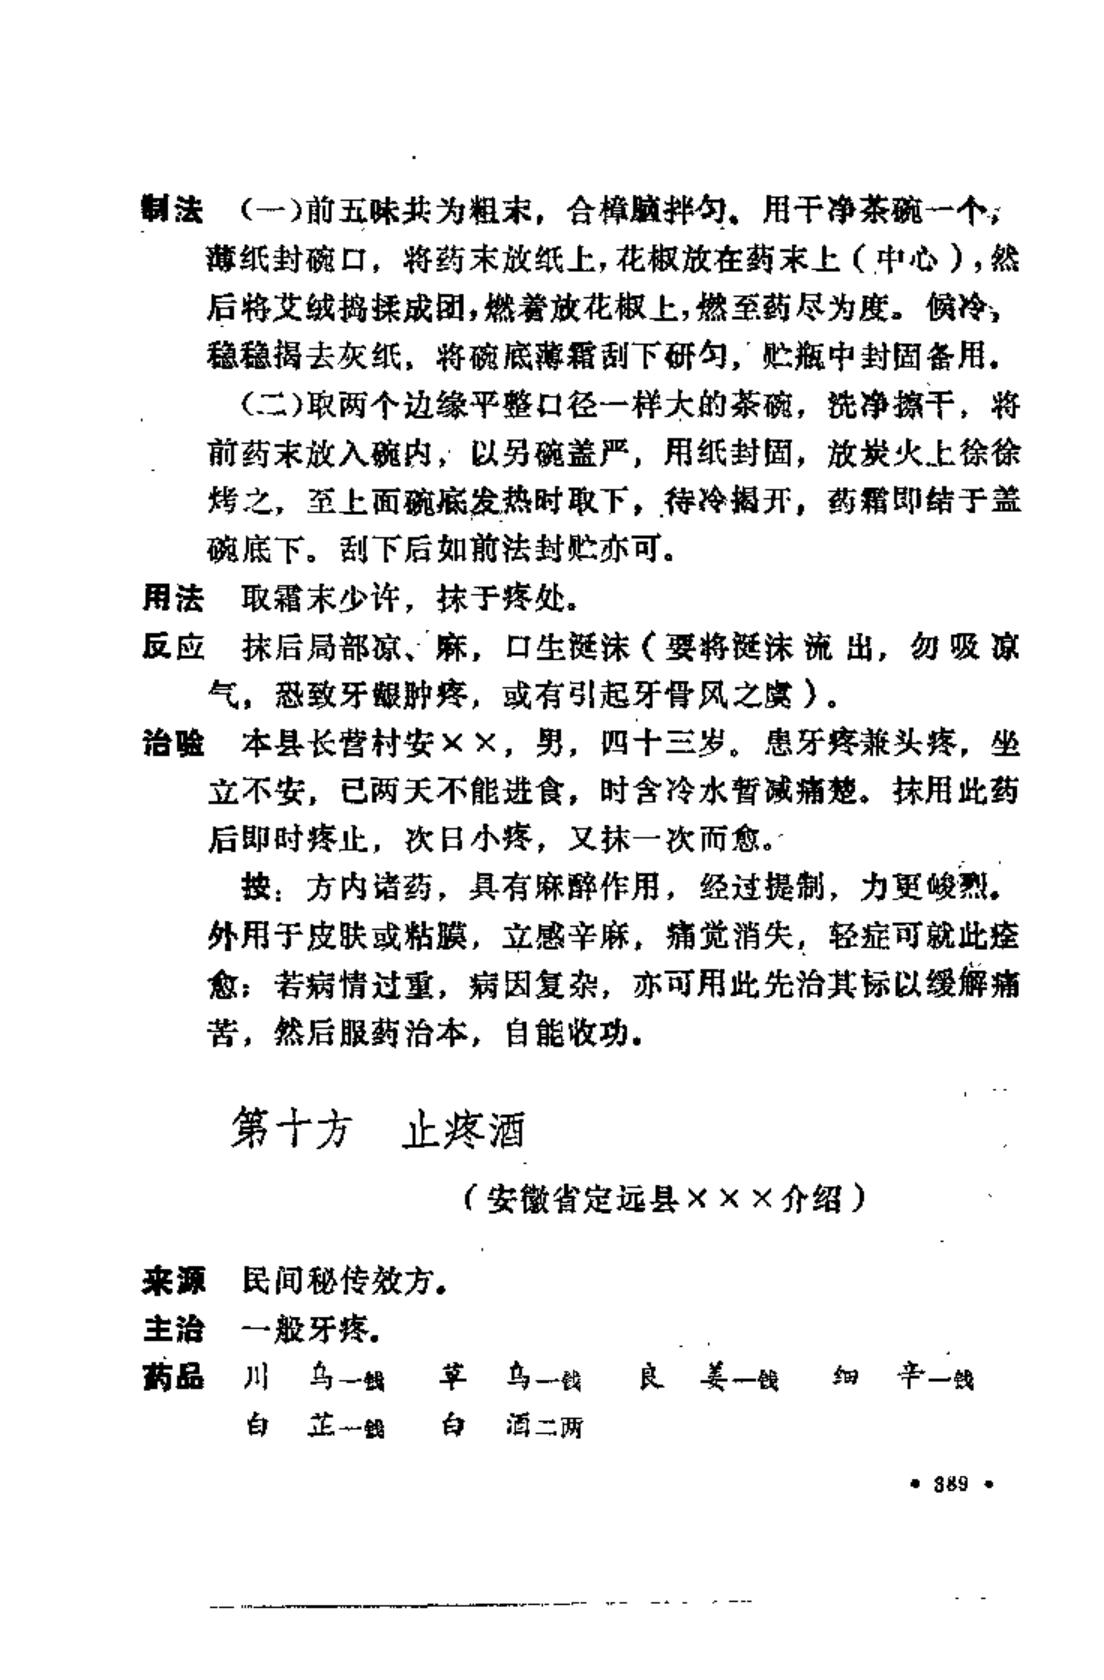 制法 （一）前五味共为粗末，合樟脑拌匀。用干净茶碗一个，
薄纸封碗口，将药末放纸上，花椒放在药末上（中心），然
后将艾绒捣揉成团，燃着放花椒上，燃至药尽为度。候冷，
稳稳揭去灰纸，将碗底薄霜刮下研匀，贮瓶中封固备用。
（二）取两个边缘平整口径一样大的茶碗，洗净擦干，将
前药末放入碗内，以另碗盖严，用纸封固，放炭火上徐徐
烤之，至上面碗底发热时取下，待冷揭开，药霜即结于盖
碗底下。刮下后如前法封贮亦可。
用法 取霜末少许，抹于疼处。
反应 抹后局部凉、麻，口生涎沫（要将涎沫流出，勿吸凉
气，恐致牙龈肿疼，或有引起牙骨风之虞）。
治验 本县长营村安××，男，四十三岁。患牙疼兼头疼，坐
立不安，已两天不能进食，时含冷水暂减痛楚。抹用此药
后即时疼止，次日小疼，又抹一次而愈。
按：方内诸药，具有麻醉作用，经过提制，力更峻烈。
外用于皮肤或粘膜，立感辛麻，痛觉消失，轻症可就此痊
愈；若病情过重，病因复杂，亦可用此先治其标以缓解痛
苦，然后服药治本，自能收功。
第十方 止疼酒
（安徽省定远县×××介绍）
来源 民间秘传效方。
主治 一般牙疼。
药品 川 乌一钱 草 乌一钱 良 姜一钱 细 辛一钱
白 芷一钱 白 酒二两
• 389 •